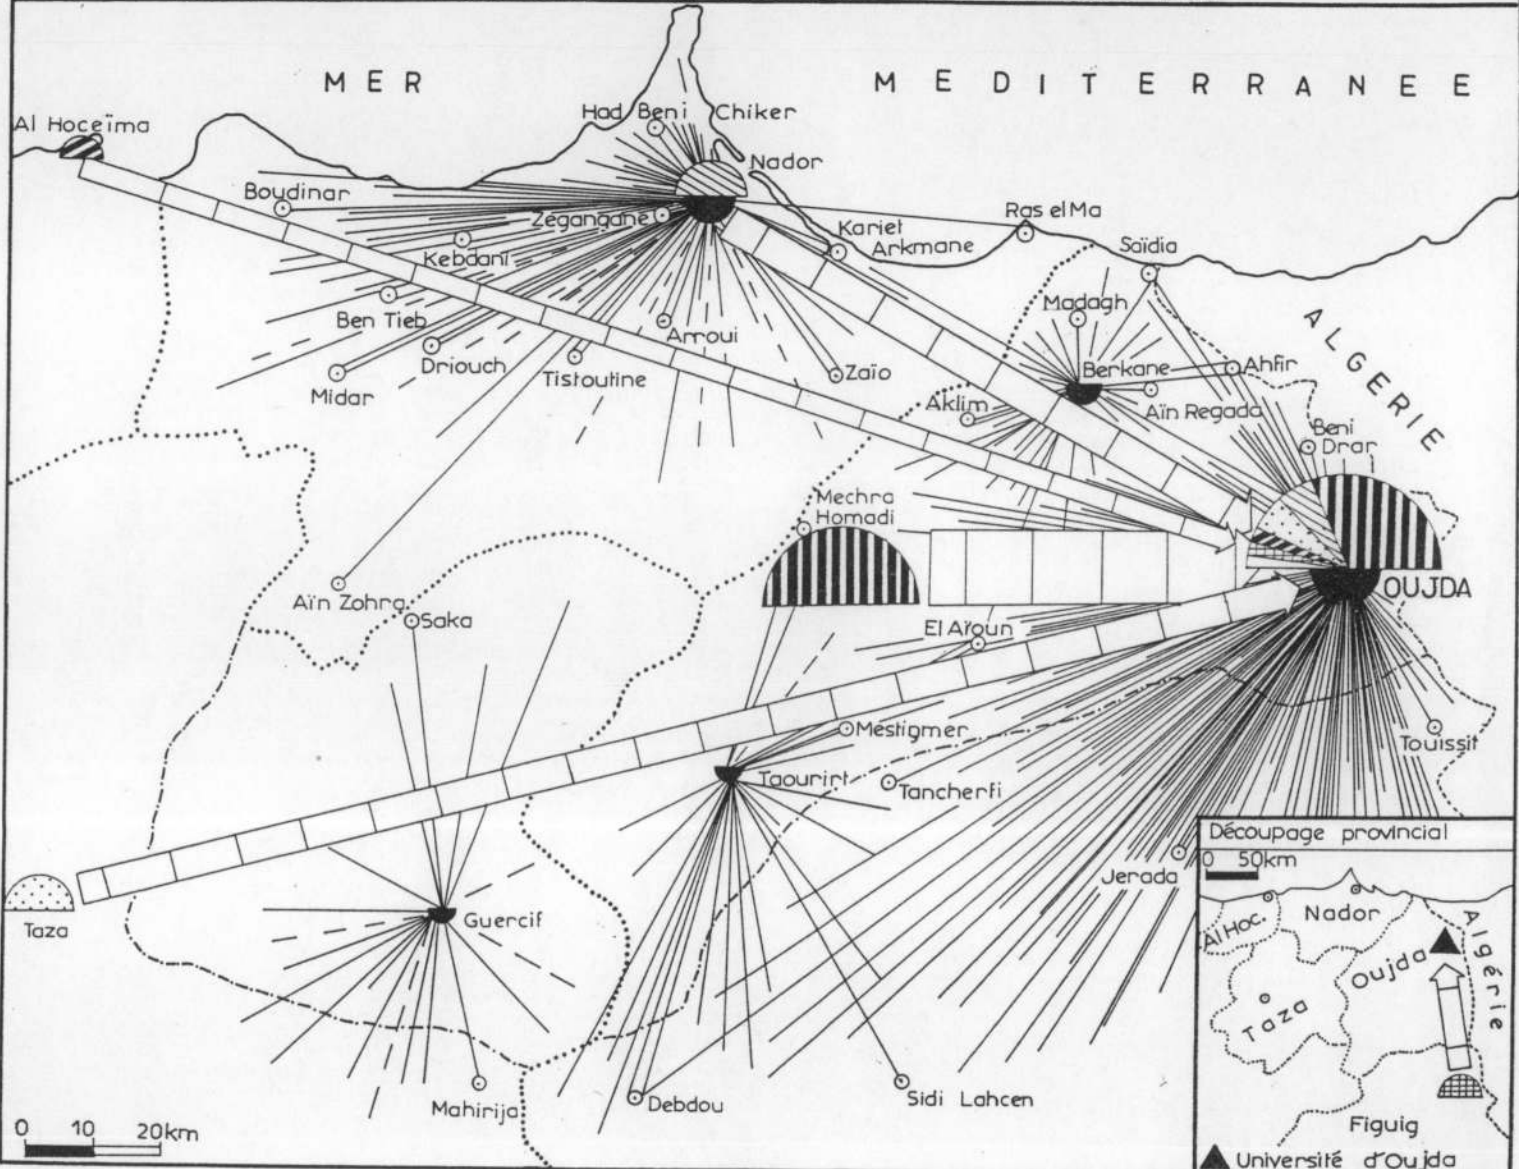 MER MEDITERRANEE
Al Hoceïma
Had Beni Chiker
Nador
Boudinar
Zegangane
Ras el Ma
Kariet
Arkmane
Saïdia
Kebdani
Ben Tieb
Madagh
ALGERIE
Arroui
Driouch
Tistoutine
Zaïo
Berkane
Ahfir
Midar
Aklim
Aïn Regada
Beni
Drar
Mechra
Homadi
OUJDA
Aïn Zohra
Saka
El Aïoun
Mestigmer
Touissit
Taourirt
Tancherfi
Découpage provincial
0 50km
Jerada
Taza
Guercif
Al Hoc.
Nador
Algérie
Oujda
Taza
Mahirija
Debdou
Sidi Lahcen
0 10 20km
Figuig
Université d'Oujda